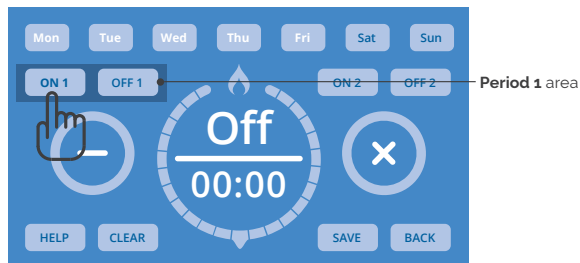 Mon Tue Wed Thu Fri Sat Sun
ON 1 OFF 1 ON 2 OFF 2 Period 1 area
Off
00:00
HELP CLEAR SAVE BACK